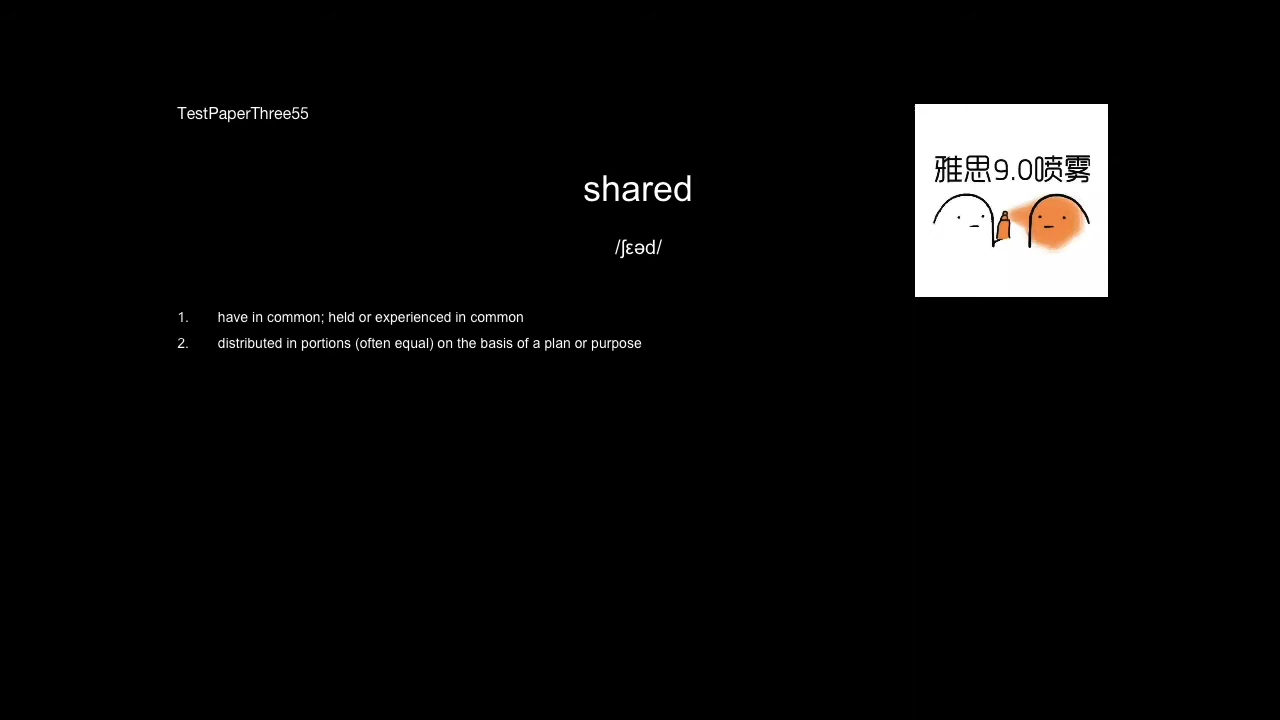 TestPaperThree55
雅思9.0喷雾
shared
/ʃɛəd/
1. have in common; held or experienced in common
2. distributed in portions (often equal) on the basis of a plan or purpose